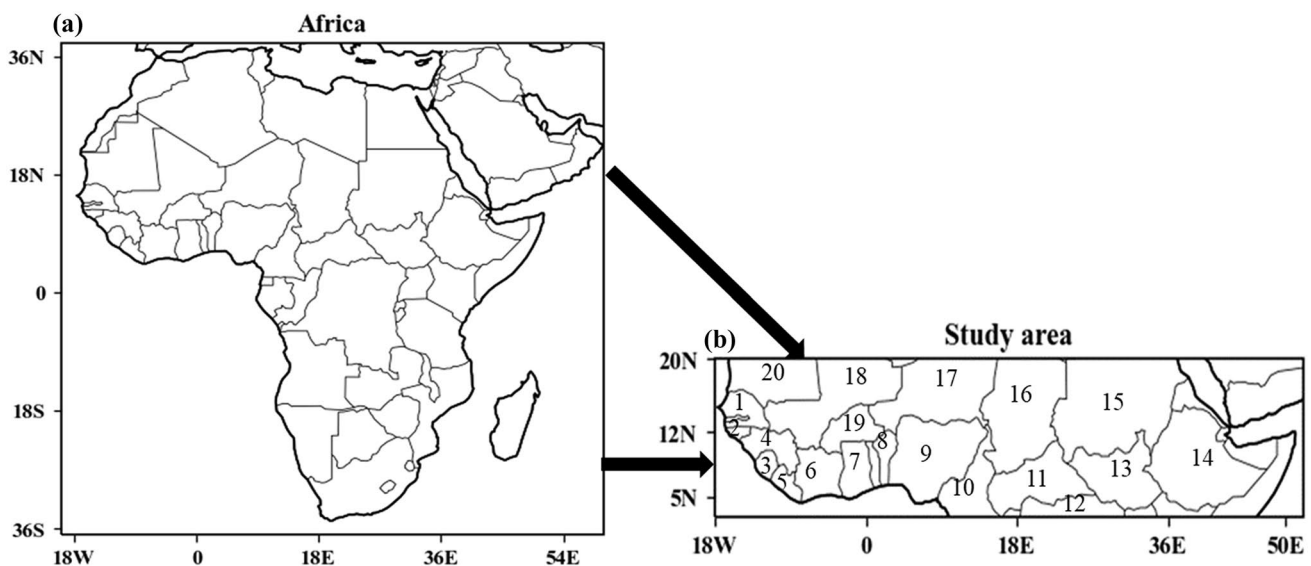 (a)
Africa
36N
18N
0
18S
36S
18W 0 18E 36E 54E
(b)
Study area
20N
12N
5N
20 18 17 16 15
1
19
2 4 8 9 14
3 6 7 11 13
5 10 12
18W 0 18E 36E 50E